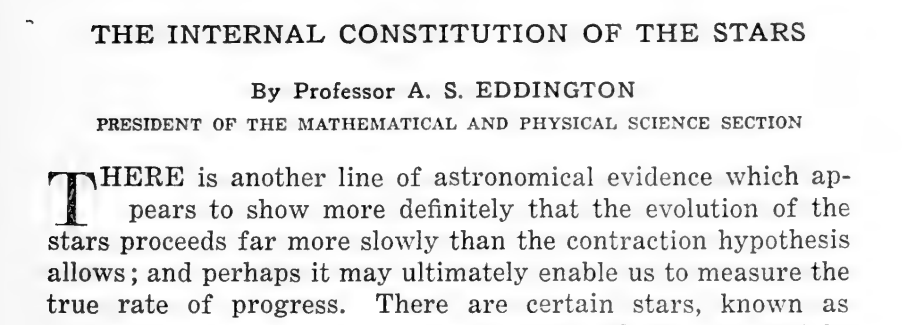 THE INTERNAL CONSTITUTION OF THE STARS
By Professor A. S. EDDINGTON
PRESIDENT OF THE MATHEMATICAL AND PHYSICAL SCIENCE SECTION
THERE is another line of astronomical evidence which ap-
pears to show more definitely that the evolution of the
stars proceeds far more slowly than the contraction hypothesis
allows; and perhaps it may ultimately enable us to measure the
true rate of progress. There are certain stars, known as